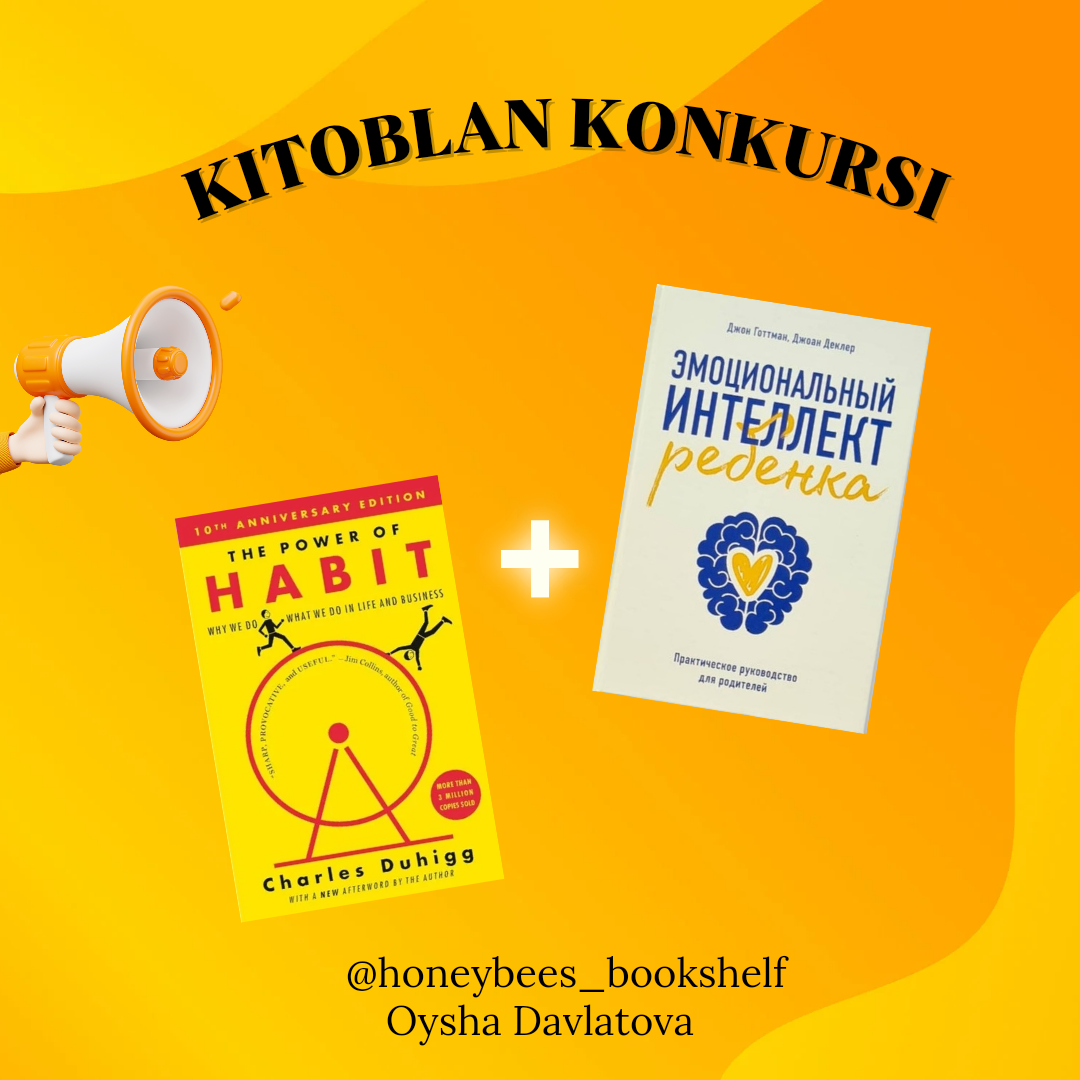 KITOBLAN KONKURSI
Джон Готтман, Джоан Деклер
ЭМОЦИОНАЛЬНЫЙ
ИНТЕЛЛЕКТ
ребенка
Практическое руководство
для родителей
10TH ANNIVERSARY EDITION
THE POWER OF
HABIT
WHY WE DO WHAT WE DO IN LIFE AND BUSINESS
"SHARP, PROVOCATIVE, and USEFUL." —Jim Collins, author of Good to Great
MORE THAN
3 MILLION
COPIES SOLD
Charles Duhigg
WITH A NEW AFTERWORD BY THE AUTHOR
@honeybees_bookshelf
Oysha Davlatova